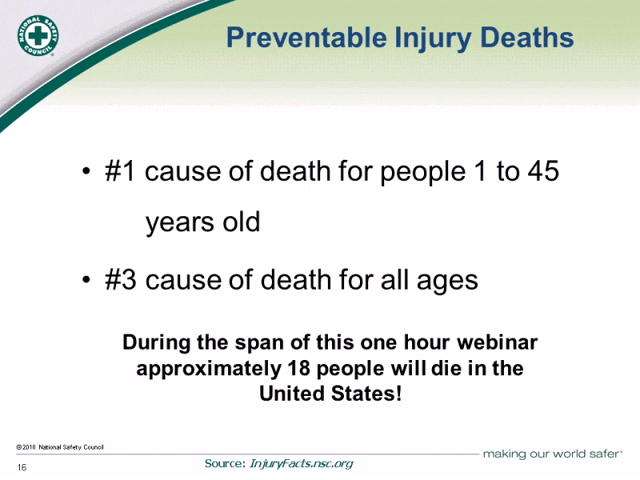 NATIONAL SAFETY COUNCIL
Preventable Injury Deaths
• #1 cause of death for people 1 to 45
years old
• #3 cause of death for all ages
During the span of this one hour webinar
approximately 18 people will die in the
United States!
©2018 National Safety Council
making our world safer
16
Source: InjuryFacts.nsc.org